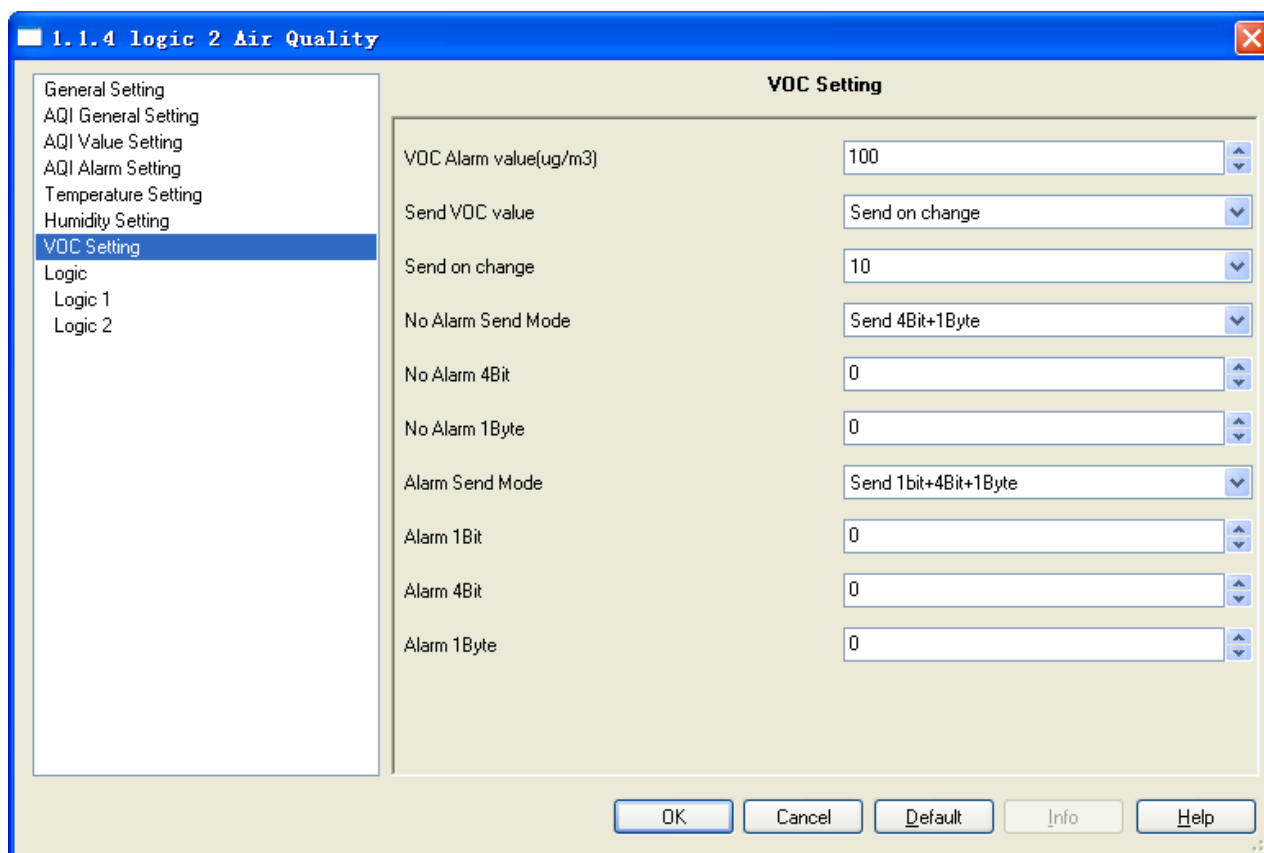 1.1.4 logic 2 Air Quality
General Setting
AQI General Setting
AQI Value Setting
AQI Alarm Setting
Temperature Setting
Humidity Setting
VOC Setting
Logic
Logic 1
Logic 2
VOC Setting
VOC Alarm value(ug/m3) 100
Send VOC value Send on change
Send on change 10
No Alarm Send Mode Send 4Bit+1Byte
No Alarm 4Bit 0
No Alarm 1Byte 0
Alarm Send Mode Send 1bit+4Bit+1Byte
Alarm 1Bit 0
Alarm 4Bit 0
Alarm 1Byte 0
OK Cancel Default Info Help